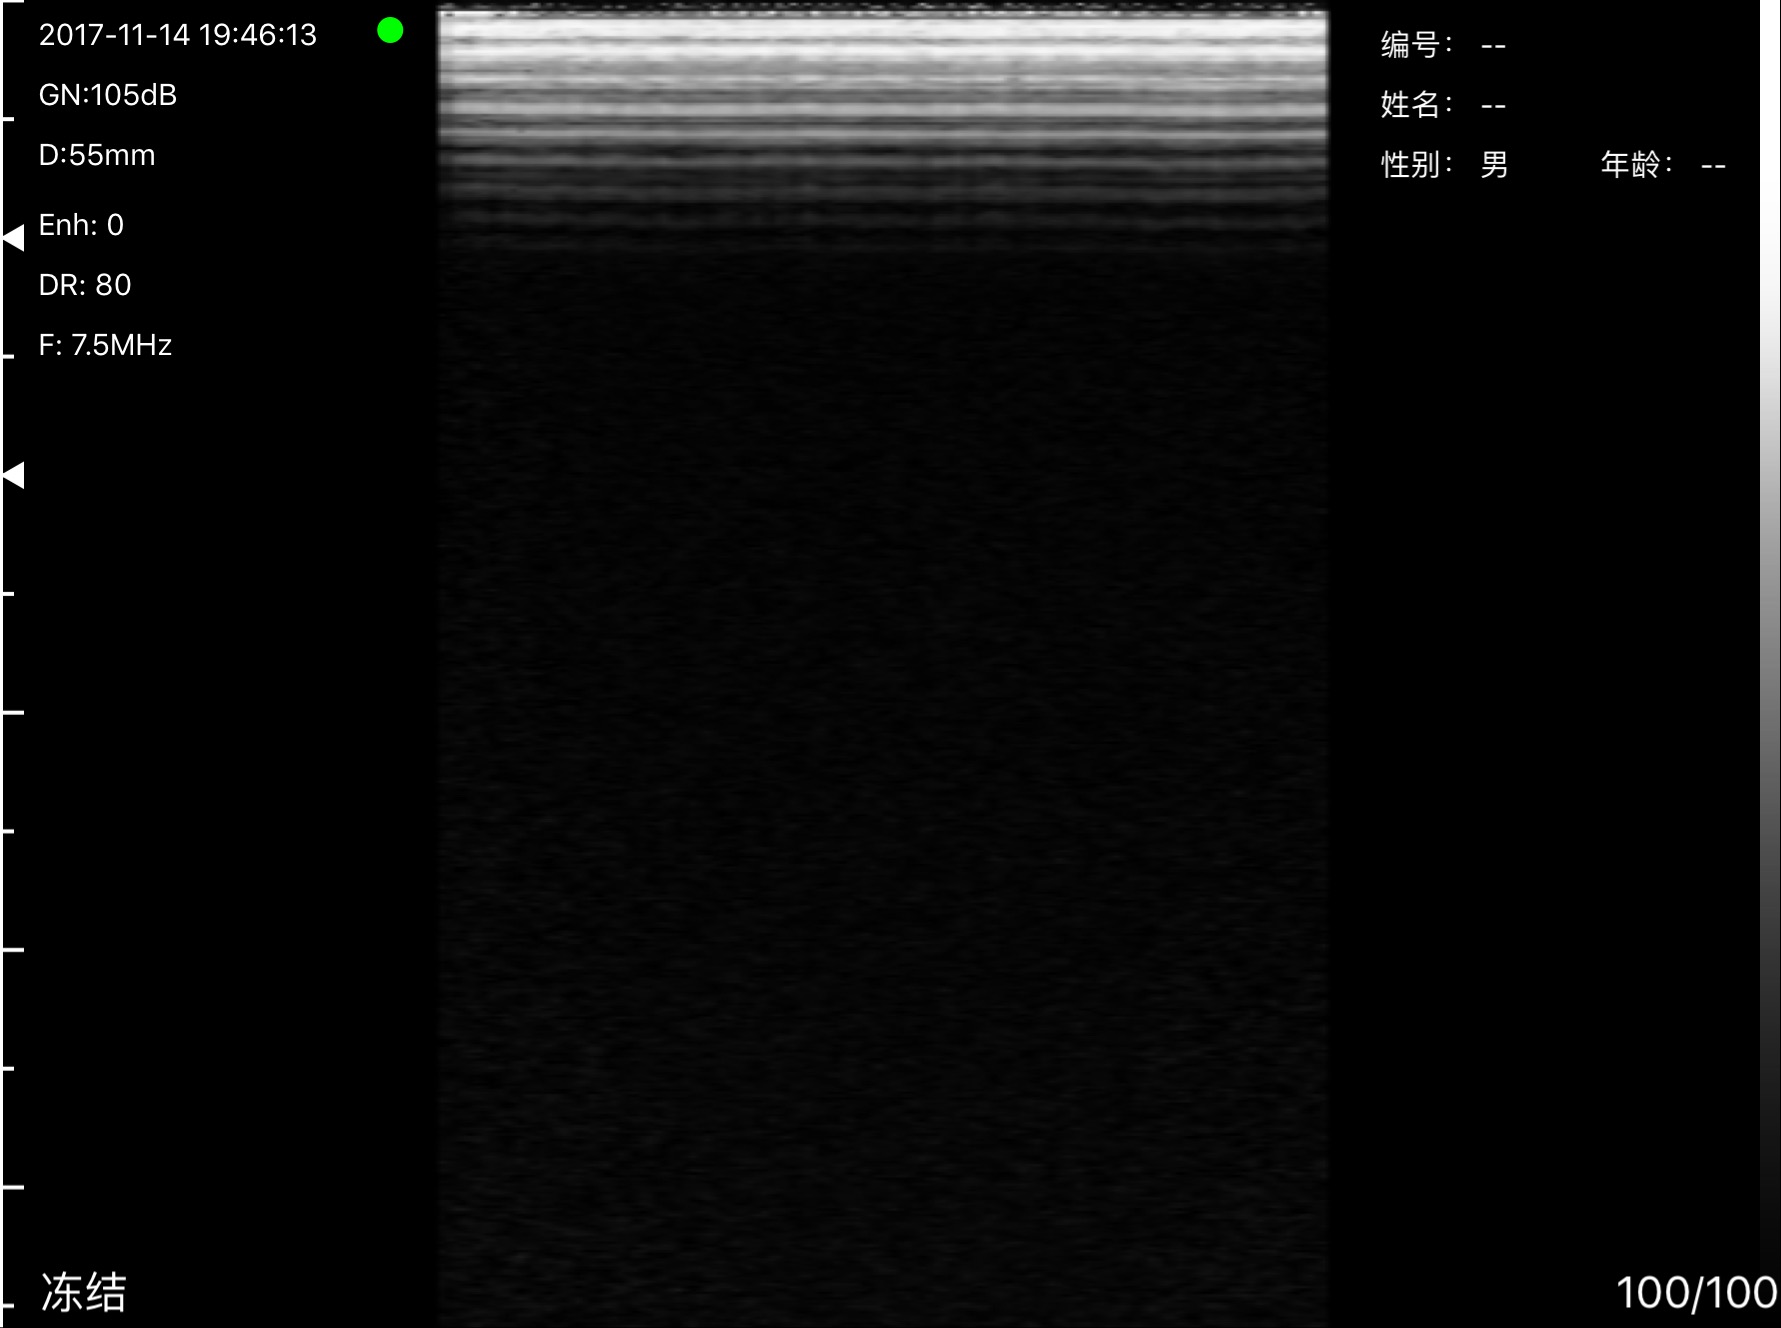 2017-11-14 19:46:13
GN:105dB
D:55mm
Enh: 0
DR: 80
F: 7.5MHz
编号： --
姓名： --
性别： 男 年龄： --
冻结
100/100